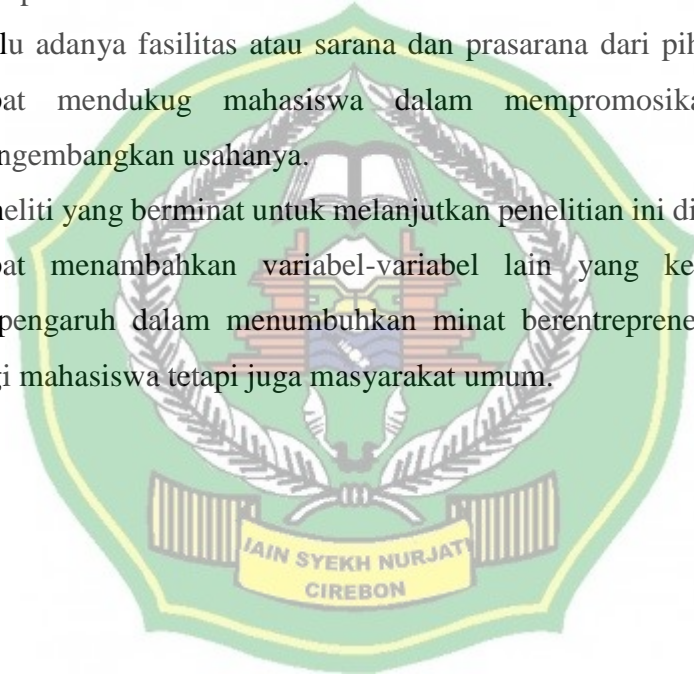 lu adanya fasilitas atau sarana dan prasarana dari pih
at mendukug mahasiswa dalam mempromosika
ngembangkan usahanya.
neliti yang berminat untuk melanjutkan penelitian ini di
at menambahkan variabel-variabel lain yang ke
pengaruh dalam menumbuhkan minat berentreprene
gi mahasiswa tetapi juga masyarakat umum.
IAIN SYEKH NURJATI
CIREBON